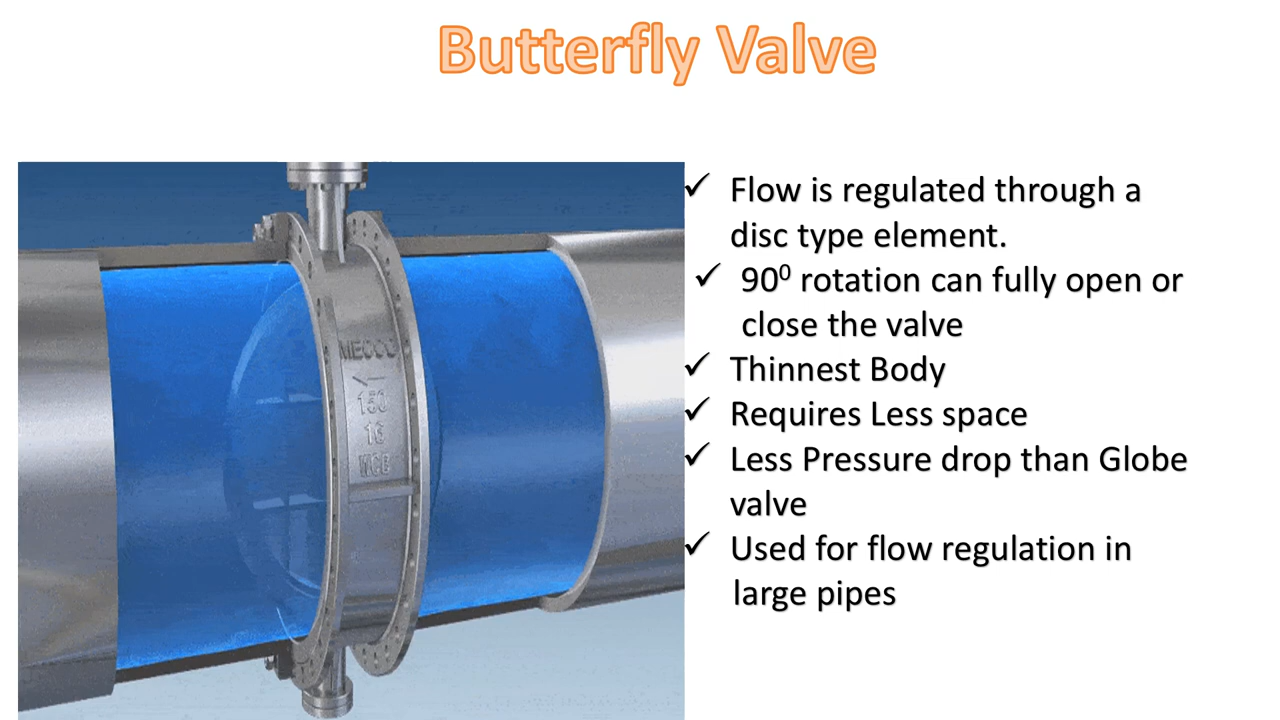 Butterfly Valve
✓ Flow is regulated through a
disc type element.
✓ 90⁰ rotation can fully open or
close the valve
✓ Thinnest Body
✓ Requires Less space
✓ Less Pressure drop than Globe
valve
✓ Used for flow regulation in
large pipes
MECCO
150
16
WCB